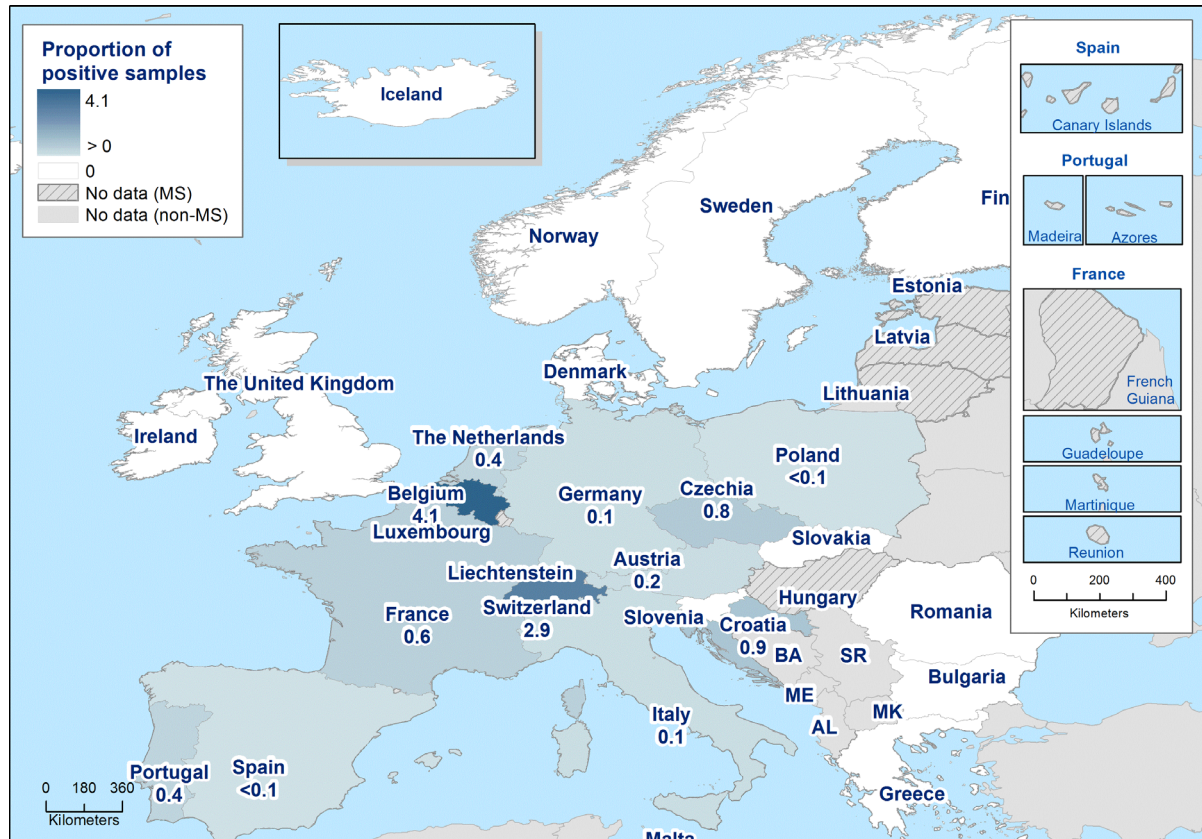 Proportion of
positive samples
4.1
> 0
0
No data (MS)
No data (non-MS)
Iceland
Spain
Canary Islands
Portugal
Madeira
Azores
France
French
Guiana
Guadeloupe
Martinique
Reunion
0 200 400
Kilometers
Norway
Sweden
Fin
Estonia
Latvia
Lithuania
Denmark
The United Kingdom
Ireland
The Netherlands
0.4
Belgium
4.1
Luxembourg
Germany
0.1
Poland
<0.1
Czechia
0.8
Slovakia
Austria
0.2
Liechtenstein
Switzerland
2.9
France
0.6
Hungary
Slovenia
Croatia
0.9
Romania
BA
SR
Bulgaria
ME
MK
AL
Italy
0.1
Portugal
0.4
Spain
<0.1
Greece
Malta
0 180 360
Kilometers